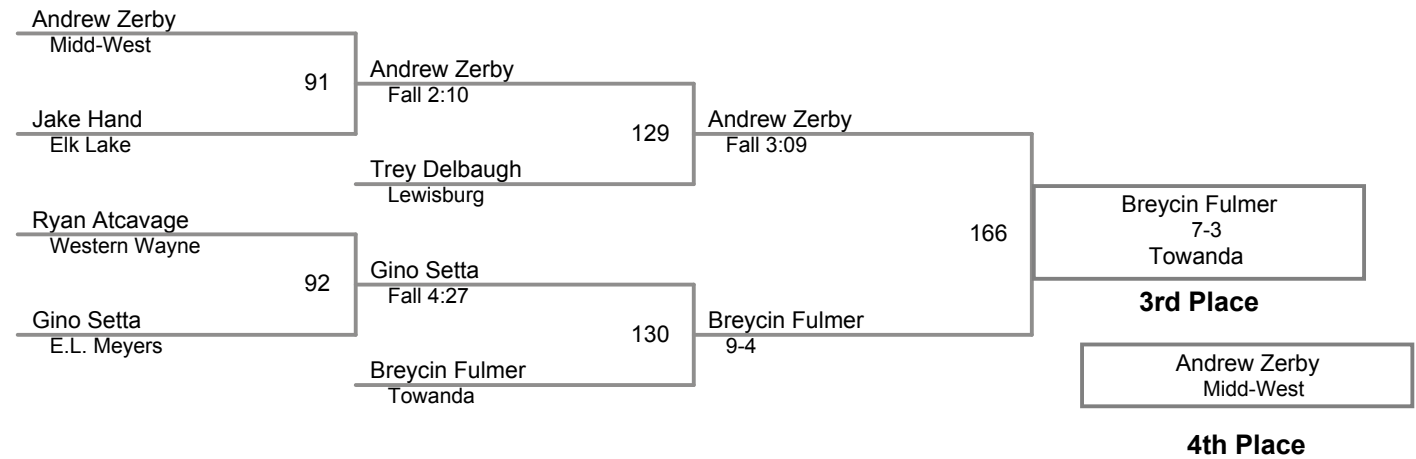 Andrew Zerby
Midd-West
91
Jake Hand
Elk Lake
Ryan Atcavage
Western Wayne
92
Gino Setta
E.L. Meyers
Andrew Zerby
Fall 2:10
129
Trey Delbaugh
Lewisburg
Gino Setta
Fall 4:27
130
Breycin Fulmer
Towanda
Andrew Zerby
Fall 3:09
166
Breycin Fulmer
9-4
Breycin Fulmer
7-3
Towanda
3rd Place
Andrew Zerby
Midd-West
4th Place